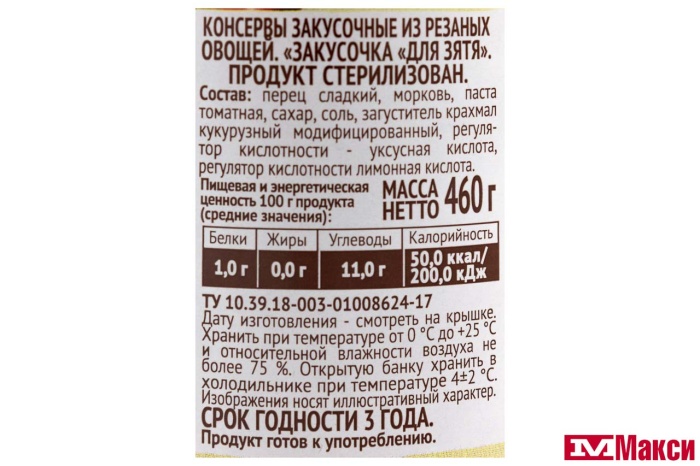 КОНСЕРВЫ ЗАКУСОЧНЫЕ ИЗ РЕЗАНЫХ
ОВОЩЕЙ. «ЗАКУСОЧКА «ДЛЯ ЗЯТЯ».
ПРОДУКТ СТЕРИЛИЗОВАН.
Состав: перец сладкий, морковь, паста
томатная, сахар, соль, загуститель крахмал
кукурузный модифицированный, регуля-
тор кислотности - уксусная кислота,
регулятор кислотности лимонная кислота.
Пищевая и энергетическая
ценность 100 г продукта
(средние значения):
МАССА
НЕТТО 460 г
Белки Жиры Углеводы Калорийность
1,0 г 0,0 г 11,0 г 50,0 ккал/
200,0 кДж
ТУ 10.39.18-003-01008624-17
Дату изготовления - смотреть на крышке.
Хранить при температуре от 0 °С до +25 °С
и относительной влажности воздуха не
более 75 %. Открытую банку хранить в
холодильнике при температуре 4±2 °С.
Изображения носят иллюстративный характер.
СРОК ГОДНОСТИ 3 ГОДА.
Продукт готов к употреблению.
Макси